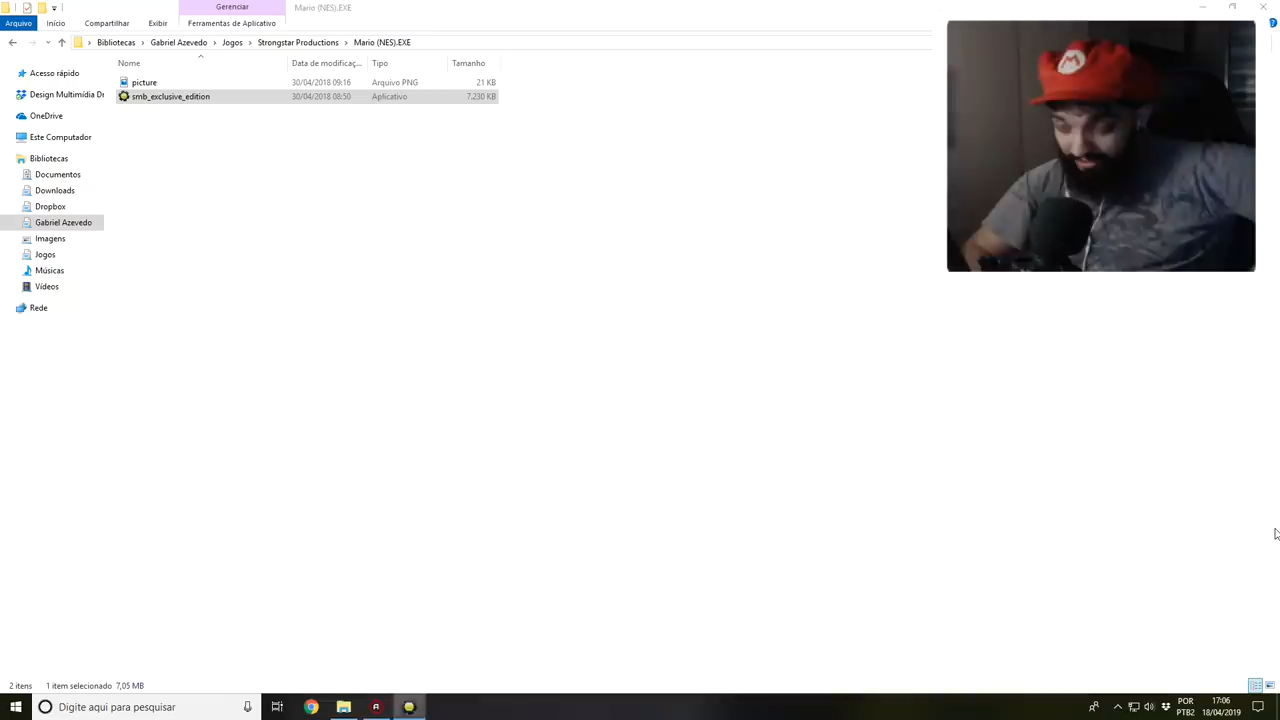 Gerenciar
Mario (NES).EXE
Arquivo
Início
Compartilhar
Exibir
Ferramentas de Aplicativo
Bibliotecas
Gabriel Azevedo
Jogos
Strongstar Productions
Mario (NES).EXE
Nome
Data de modificaç...
Tipo
Tamanho
picture
30/04/2018 09:16
Arquivo PNG
21 KB
smb_exclusive_edition
30/04/2018 08:50
Aplicativo
7.230 KB
Acesso rápido
Design Multimídia Dr
OneDrive
Este Computador
Bibliotecas
Documentos
Downloads
Dropbox
Gabriel Azevedo
Imagens
Jogos
Músicas
Vídeos
Rede
M
2 itens
1 item selecionado 7,05 MB
Digite aqui para pesquisar
POR
PTB2
17:06
18/04/2019